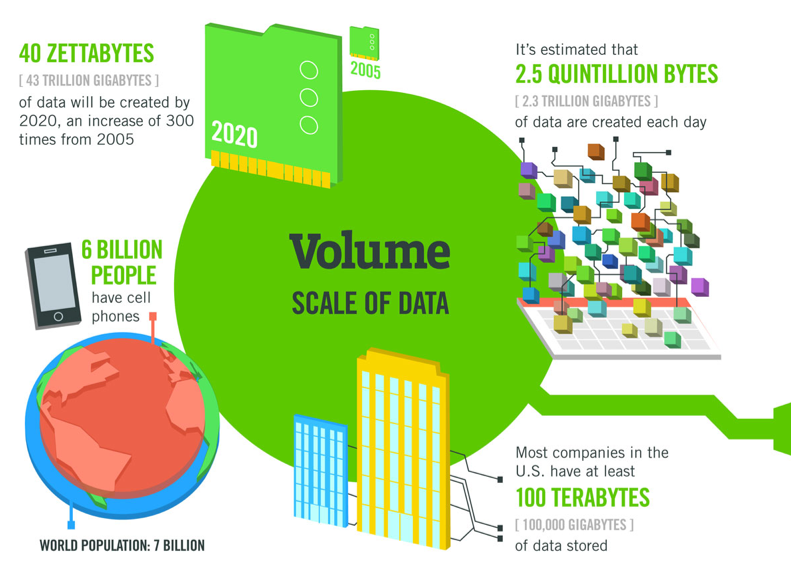 40 ZETTABYTES
[ 43 TRILLION GIGABYTES ]
of data will be created by
2020, an increase of 300
times from 2005
2020
2005
It's estimated that
2.5 QUINTILLION BYTES
[ 2.3 TRILLION GIGABYTES ]
of data are created each day
6 BILLION
PEOPLE
have cell
phones
Volume
SCALE OF DATA
WORLD POPULATION: 7 BILLION
Most companies in the
U.S. have at least
100 TERABYTES
[ 100,000 GIGABYTES ]
of data stored